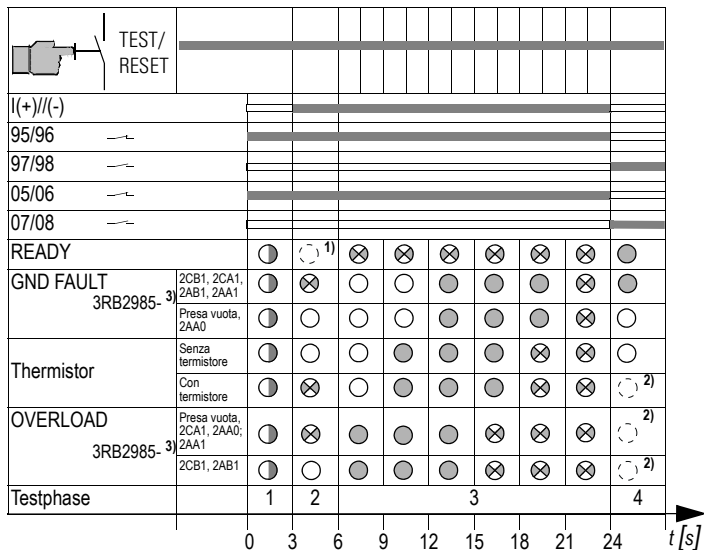 TEST/
RESET
I(+)//(-)
95/96
97/98
05/06
07/08
READY 1)
GND FAULT
3RB2985- 3)
2CB1, 2CA1,
2AB1, 2AA1
Presa vuota,
2AA0
Thermistor
Senza
termistore
Con
termistore
2)
OVERLOAD
3RB2985- 3)
Presa vuota,
2CA1, 2AA0;
2AA1
2)
2CB1, 2AB1
2)
Testphase 1 2 3 4
0 3 6 9 12 15 18 21 24 t [s]